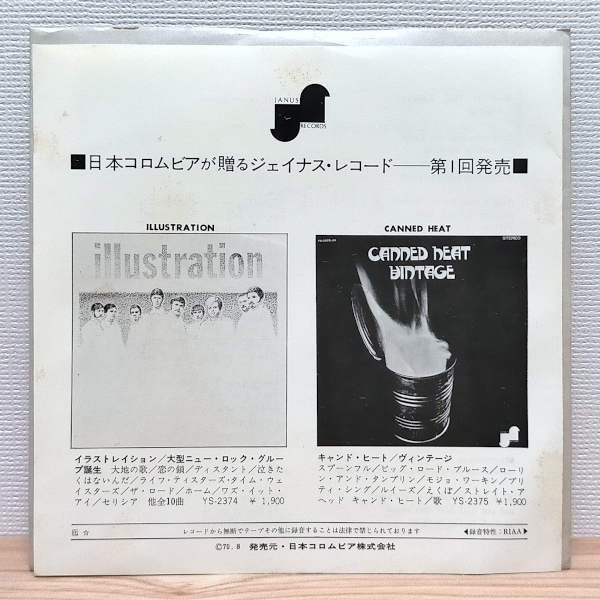 JANUS
RECORDS
■日本コロムビアが贈るジェイナス・レコード──第1回発売■
ILLUSTRATION
illustration
イラストレイション/大型ニュー・ロック・グルー
プ誕生 大地の歌/恋の鎖/ディスタント/泣きた
くはないんだ/ライフ・ティスターズ・タイム・ウェ
イスターズ/ザ・ロード/ホーム/ワズ・イット・
アイ/セリシア 他全10曲 YS-2374 ¥1,900
CANNED HEAT
STEREO
CANNED HEAT
VINTAGE
キャンド・ヒート/ヴィンテージ
スプーンフル/ビッグ・ロード・ブルース/ローリ
ン・アンド・タンブリン/モジョ・ワーキン/プリ
ティ・シング/ルイーズ/えくぼ/ストレイト・ア
ヘッド キャンド・ヒート/歌 YS-2375 ¥1,900
☆ レコードから無断でテープその他に録音することは法律で禁じられております ◀録音特性:RIAA▶
©70.8 発売元・日本コロムビア株式会社